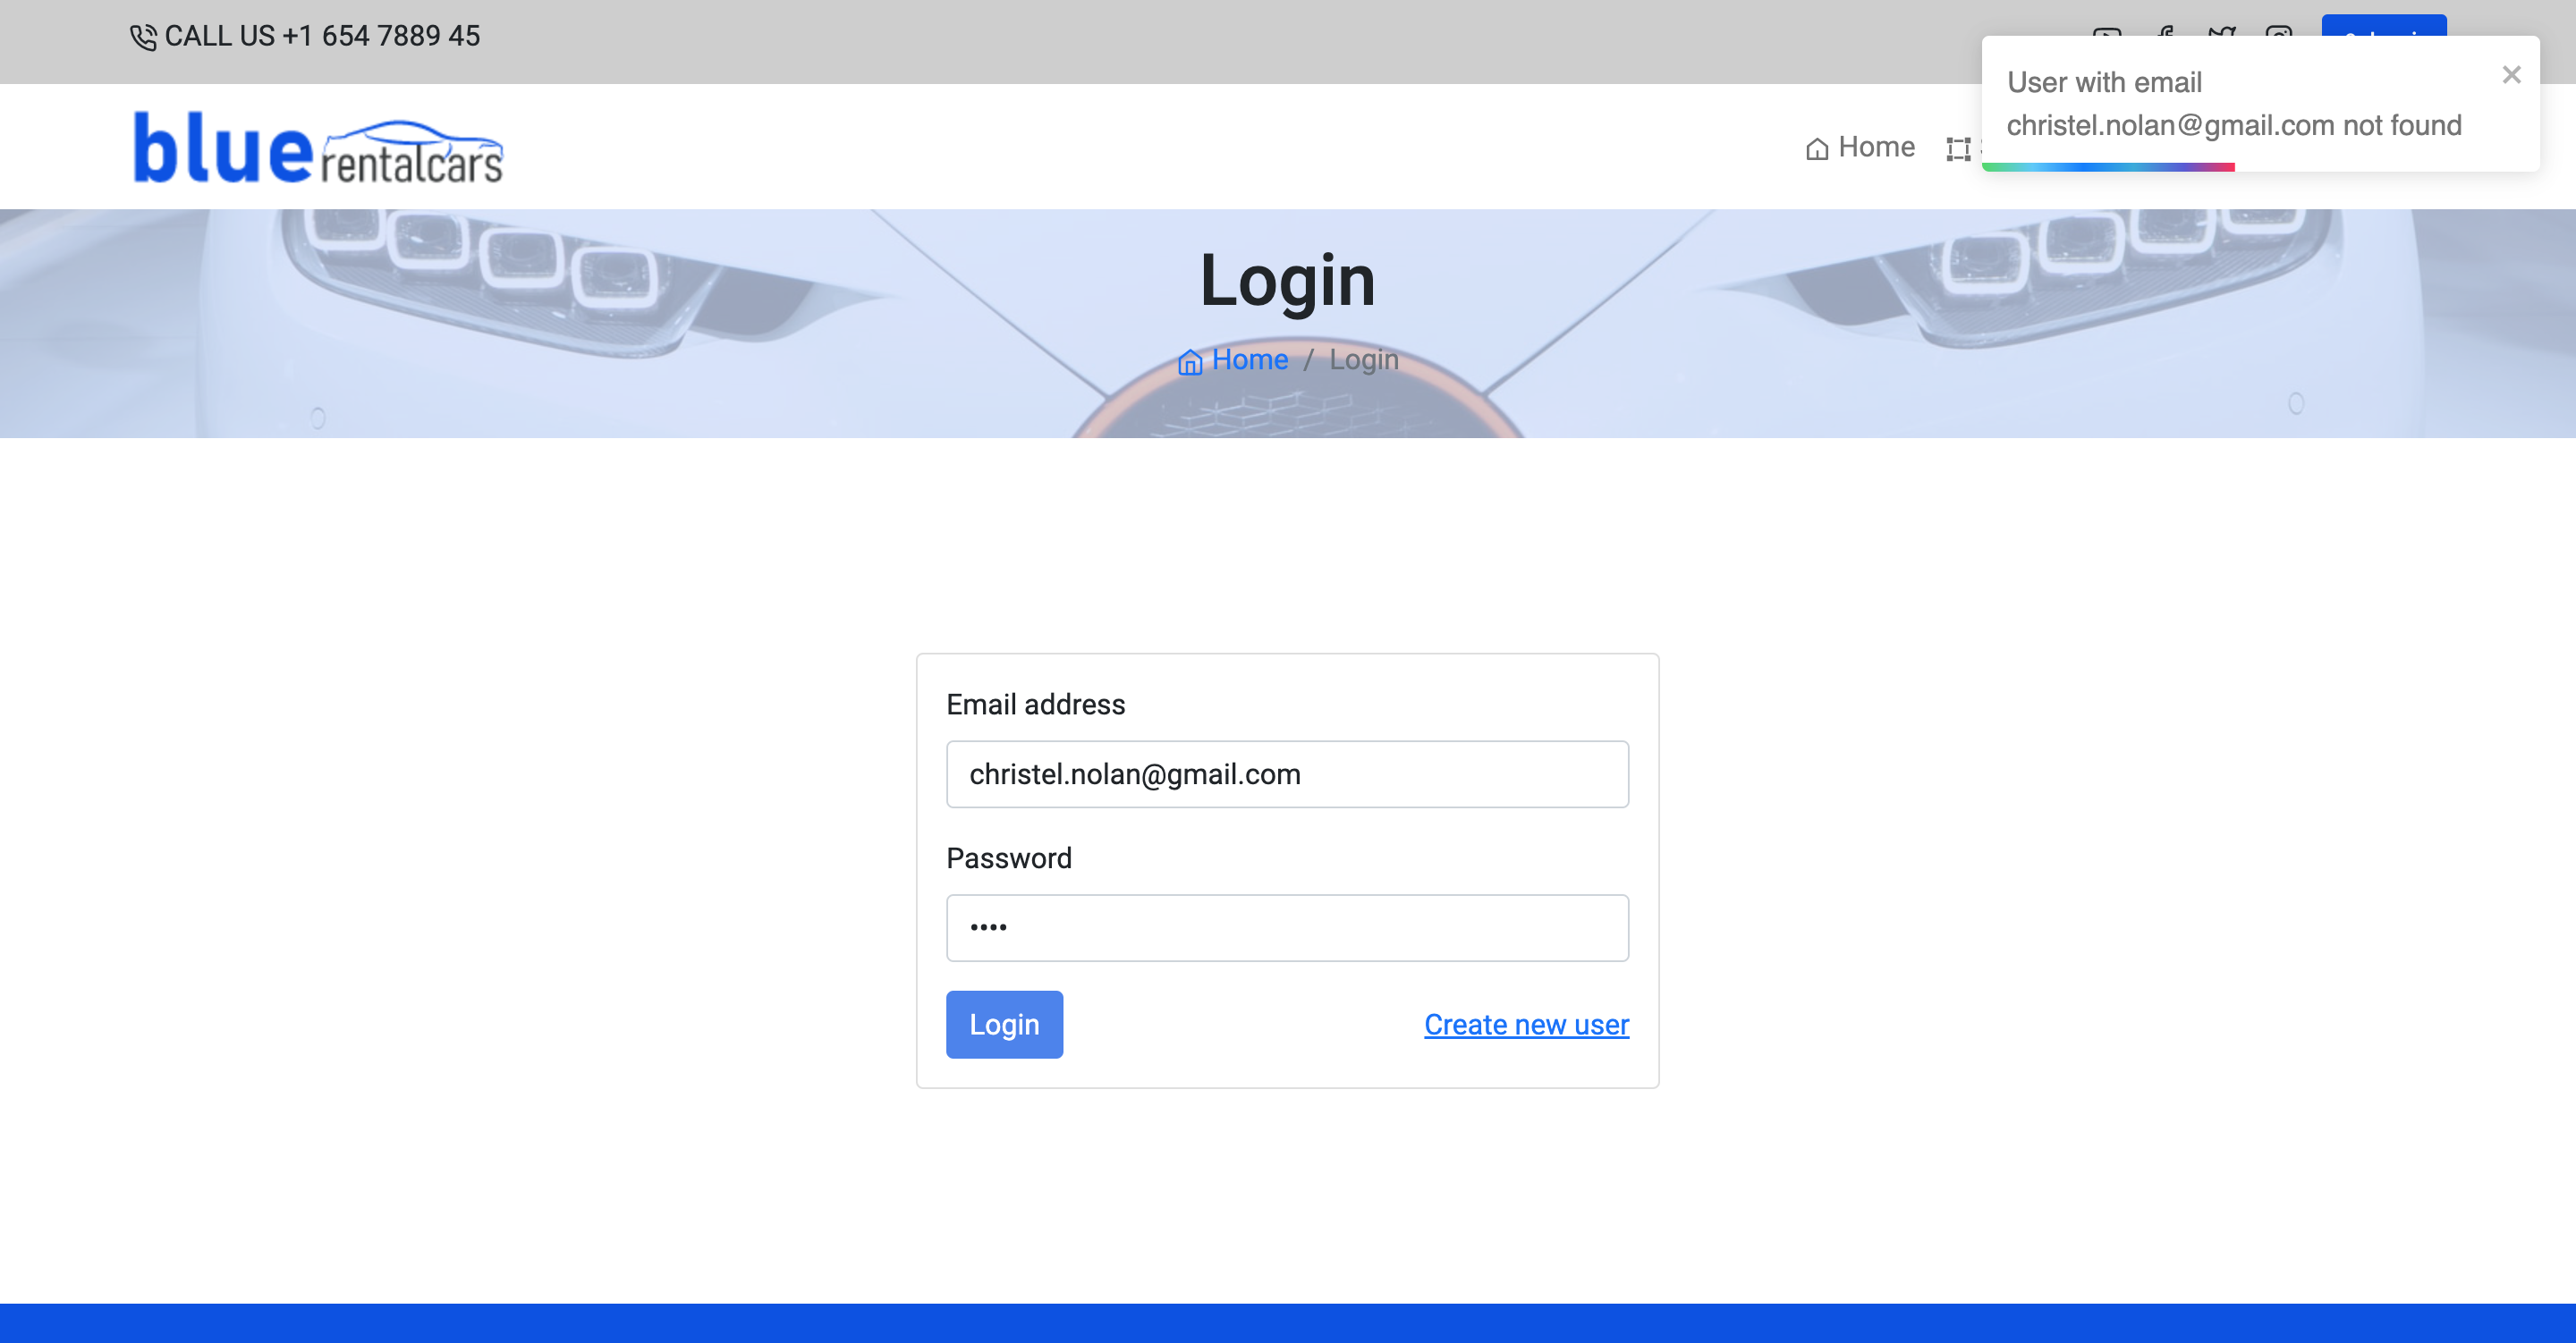 CALL US +1 654 7889 45
User with email
christel.nolan@gmail.com not found
blue rentalcars
Home
Login
Home / Login
Email address
christel.nolan@gmail.com
Password
••••
Login
Create new user